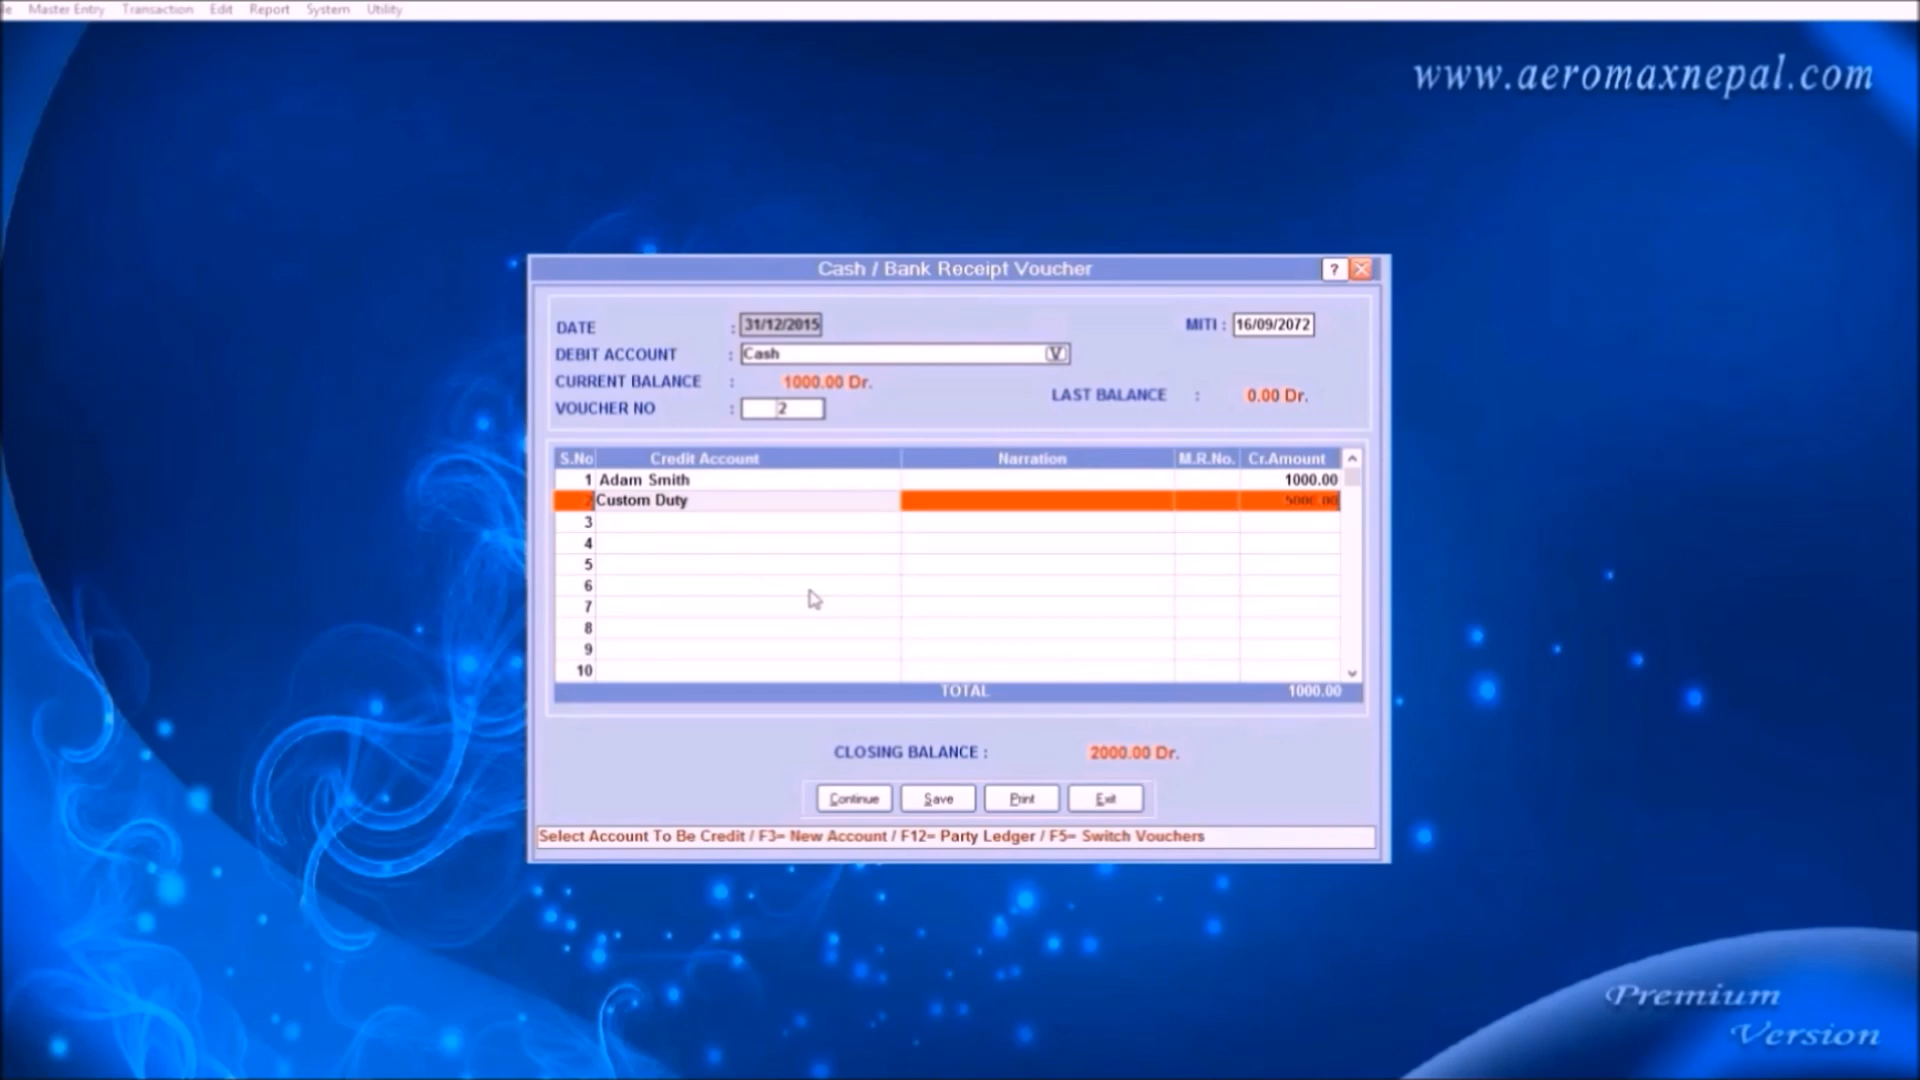 Master Entry Transaction Edit Report System Utility
www.aeromaxnepal.com
Cash / Bank Receipt Voucher
?
DATE : 31/12/2015 MITI : 16/09/2072
DEBIT ACCOUNT : Cash
CURRENT BALANCE : 1000.00 Dr.
LAST BALANCE : 0.00 Dr.
VOUCHER NO : 2
S.No Credit Account Narration M.R.No. Cr.Amount
1 Adam Smith 1000.00
2 Custom Duty 5000.00
3
4
5
6
7
8
9
10
TOTAL 1000.00
CLOSING BALANCE : 2000.00 Dr.
Continue Save Print Exit
Select Account To Be Credit / F3= New Account / F12= Party Ledger / F5= Switch Vouchers
Premium
Version